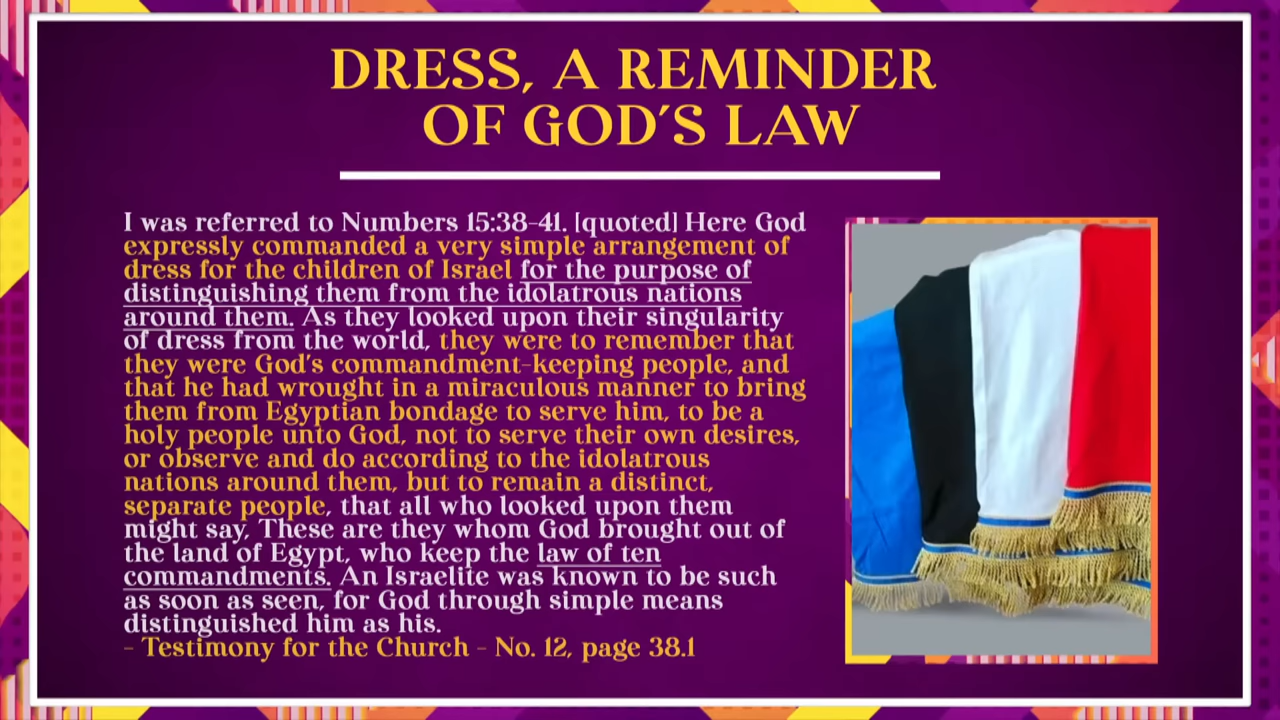 DRESS, A REMINDER
OF GOD'S LAW
I was referred to Numbers 15:38-41. [quoted] Here God
expressly commanded a very simple arrangement of
dress for the children of Israel for the purpose of
distinguishing them from the idolatrous nations
around them. As they looked upon their singularity
of dress from the world, they were to remember that
they were God's commandment-keeping people, and
that he had wrought in a miraculous manner to bring
them from Egyptian bondage to serve him, to be a
holy people unto God, not to serve their own desires,
or observe and do according to the idolatrous
nations around them, but to remain a distinct,
separate people, that all who looked upon them
might say, These are they whom God brought out of
the land of Egypt, who keep the law of ten
commandments. An Israelite was known to be such
as soon as seen, for God through simple means
distinguished him as his.
- Testimony for the Church - No. 12, page 38.1